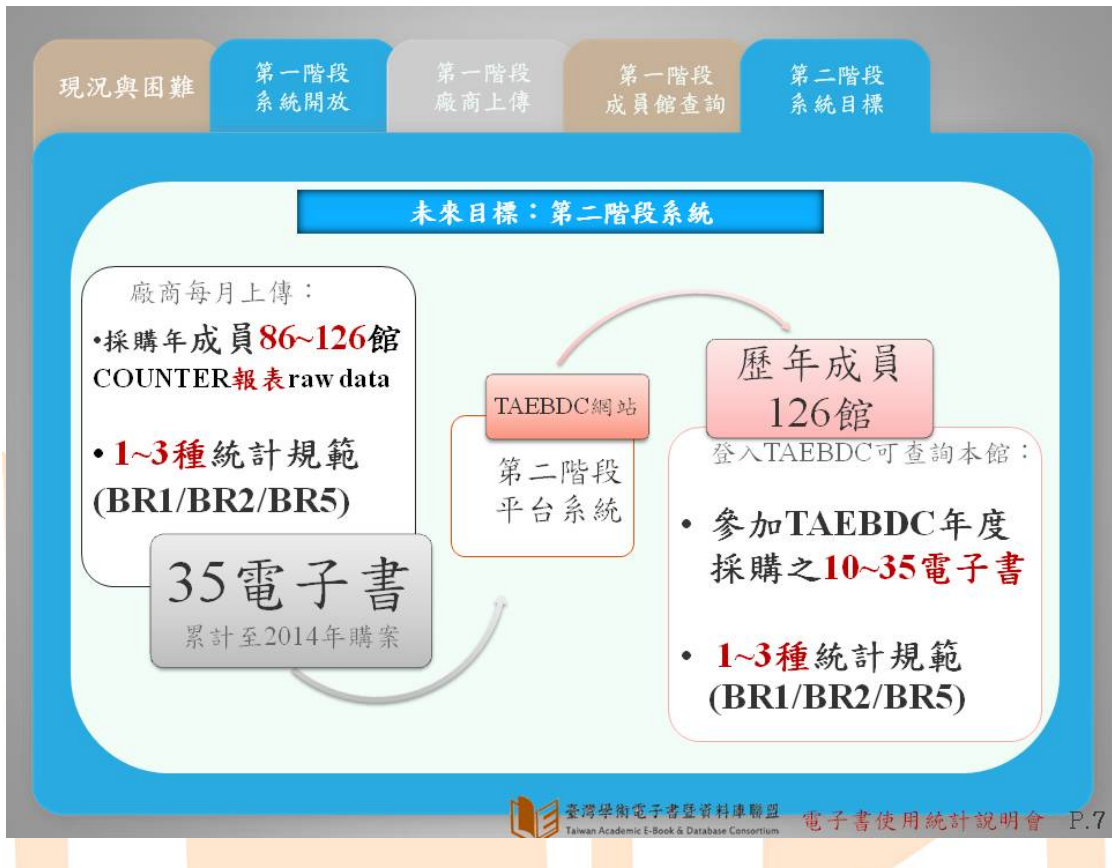 現況與困難
第一階段
系統開放
第一階段
廠商上傳
第一階段
成員館查詢
第二階段
系統目標
未來目標：第二階段系統
廠商每月上傳：
•採購年成員86~126館
COUNTER報表raw data
• 1~3種統計規範
(BR1/BR2/BR5)
35電子書
累計至2014年購案
TAEBDC網站
第二階段
平台系統
歷年成員
126館
登入TAEBDC可查詢本館：
• 參加TAEBDC年度
採購之10~35電子書
• 1~3種統計規範
(BR1/BR2/BR5)
臺灣學術電子書暨資料庫聯盟
Taiwan Academic E-Book & Database Consortium
電子書使用統計說明會 P.7